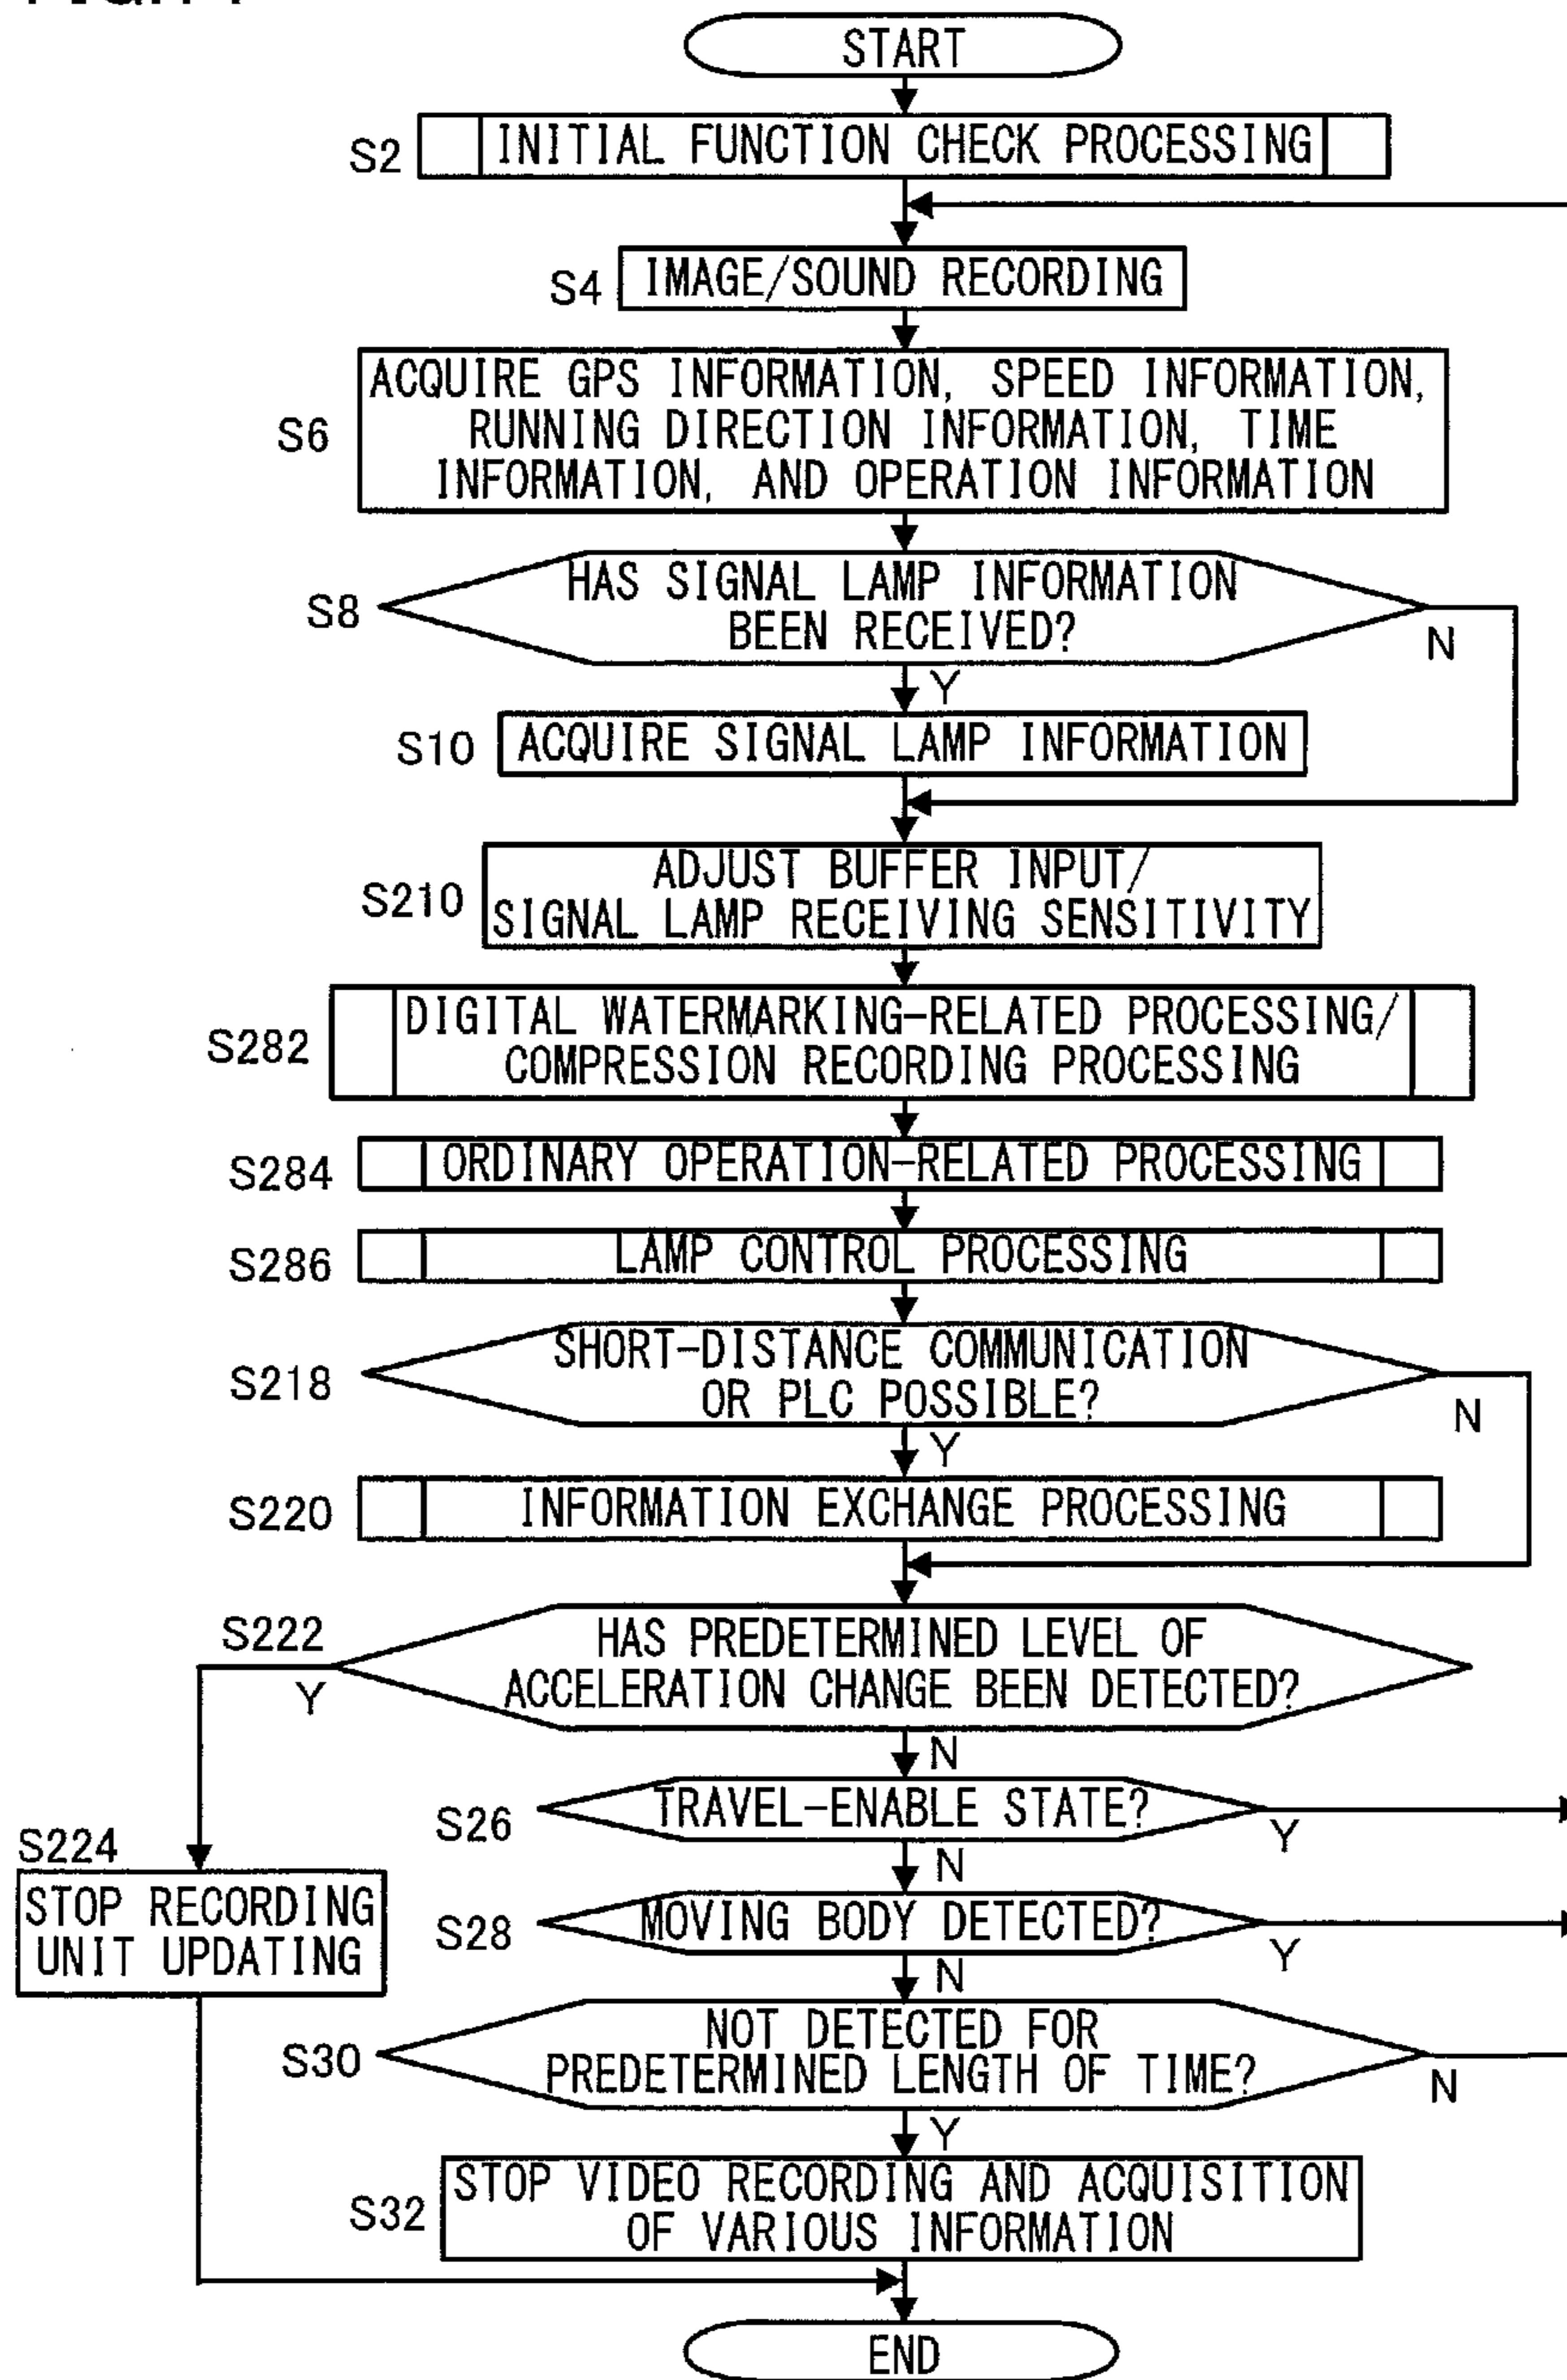 START
S2 INITIAL FUNCTION CHECK PROCESSING
S4 IMAGE/SOUND RECORDING
ACQUIRE GPS INFORMATION, SPEED INFORMATION,
S6 RUNNING DIRECTION INFORMATION, TIME
INFORMATION, AND OPERATION INFORMATION
HAS SIGNAL LAMP INFORMATION
S8 BEEN RECEIVED?
N
Y
S10 ACQUIRE SIGNAL LAMP INFORMATION
ADJUST BUFFER INPUT/
S210 SIGNAL LAMP RECEIVING SENSITIVITY
DIGITAL WATERMARKING-RELATED PROCESSING/
S282 COMPRESSION RECORDING PROCESSING
S284 ORDINARY OPERATION-RELATED PROCESSING
S286 LAMP CONTROL PROCESSING
SHORT-DISTANCE COMMUNICATION
S218 OR PLC POSSIBLE?
N
Y
S220 INFORMATION EXCHANGE PROCESSING
S222 HAS PREDETERMINED LEVEL OF
ACCELERATION CHANGE BEEN DETECTED?
Y
N
S26 TRAVEL-ENABLE STATE?
Y
N
S224
STOP RECORDING
UNIT UPDATING
S28 MOVING BODY DETECTED?
Y
N
NOT DETECTED FOR
S30 PREDETERMINED LENGTH OF TIME?
N
Y
STOP VIDEO RECORDING AND ACQUISITION
S32 OF VARIOUS INFORMATION
END